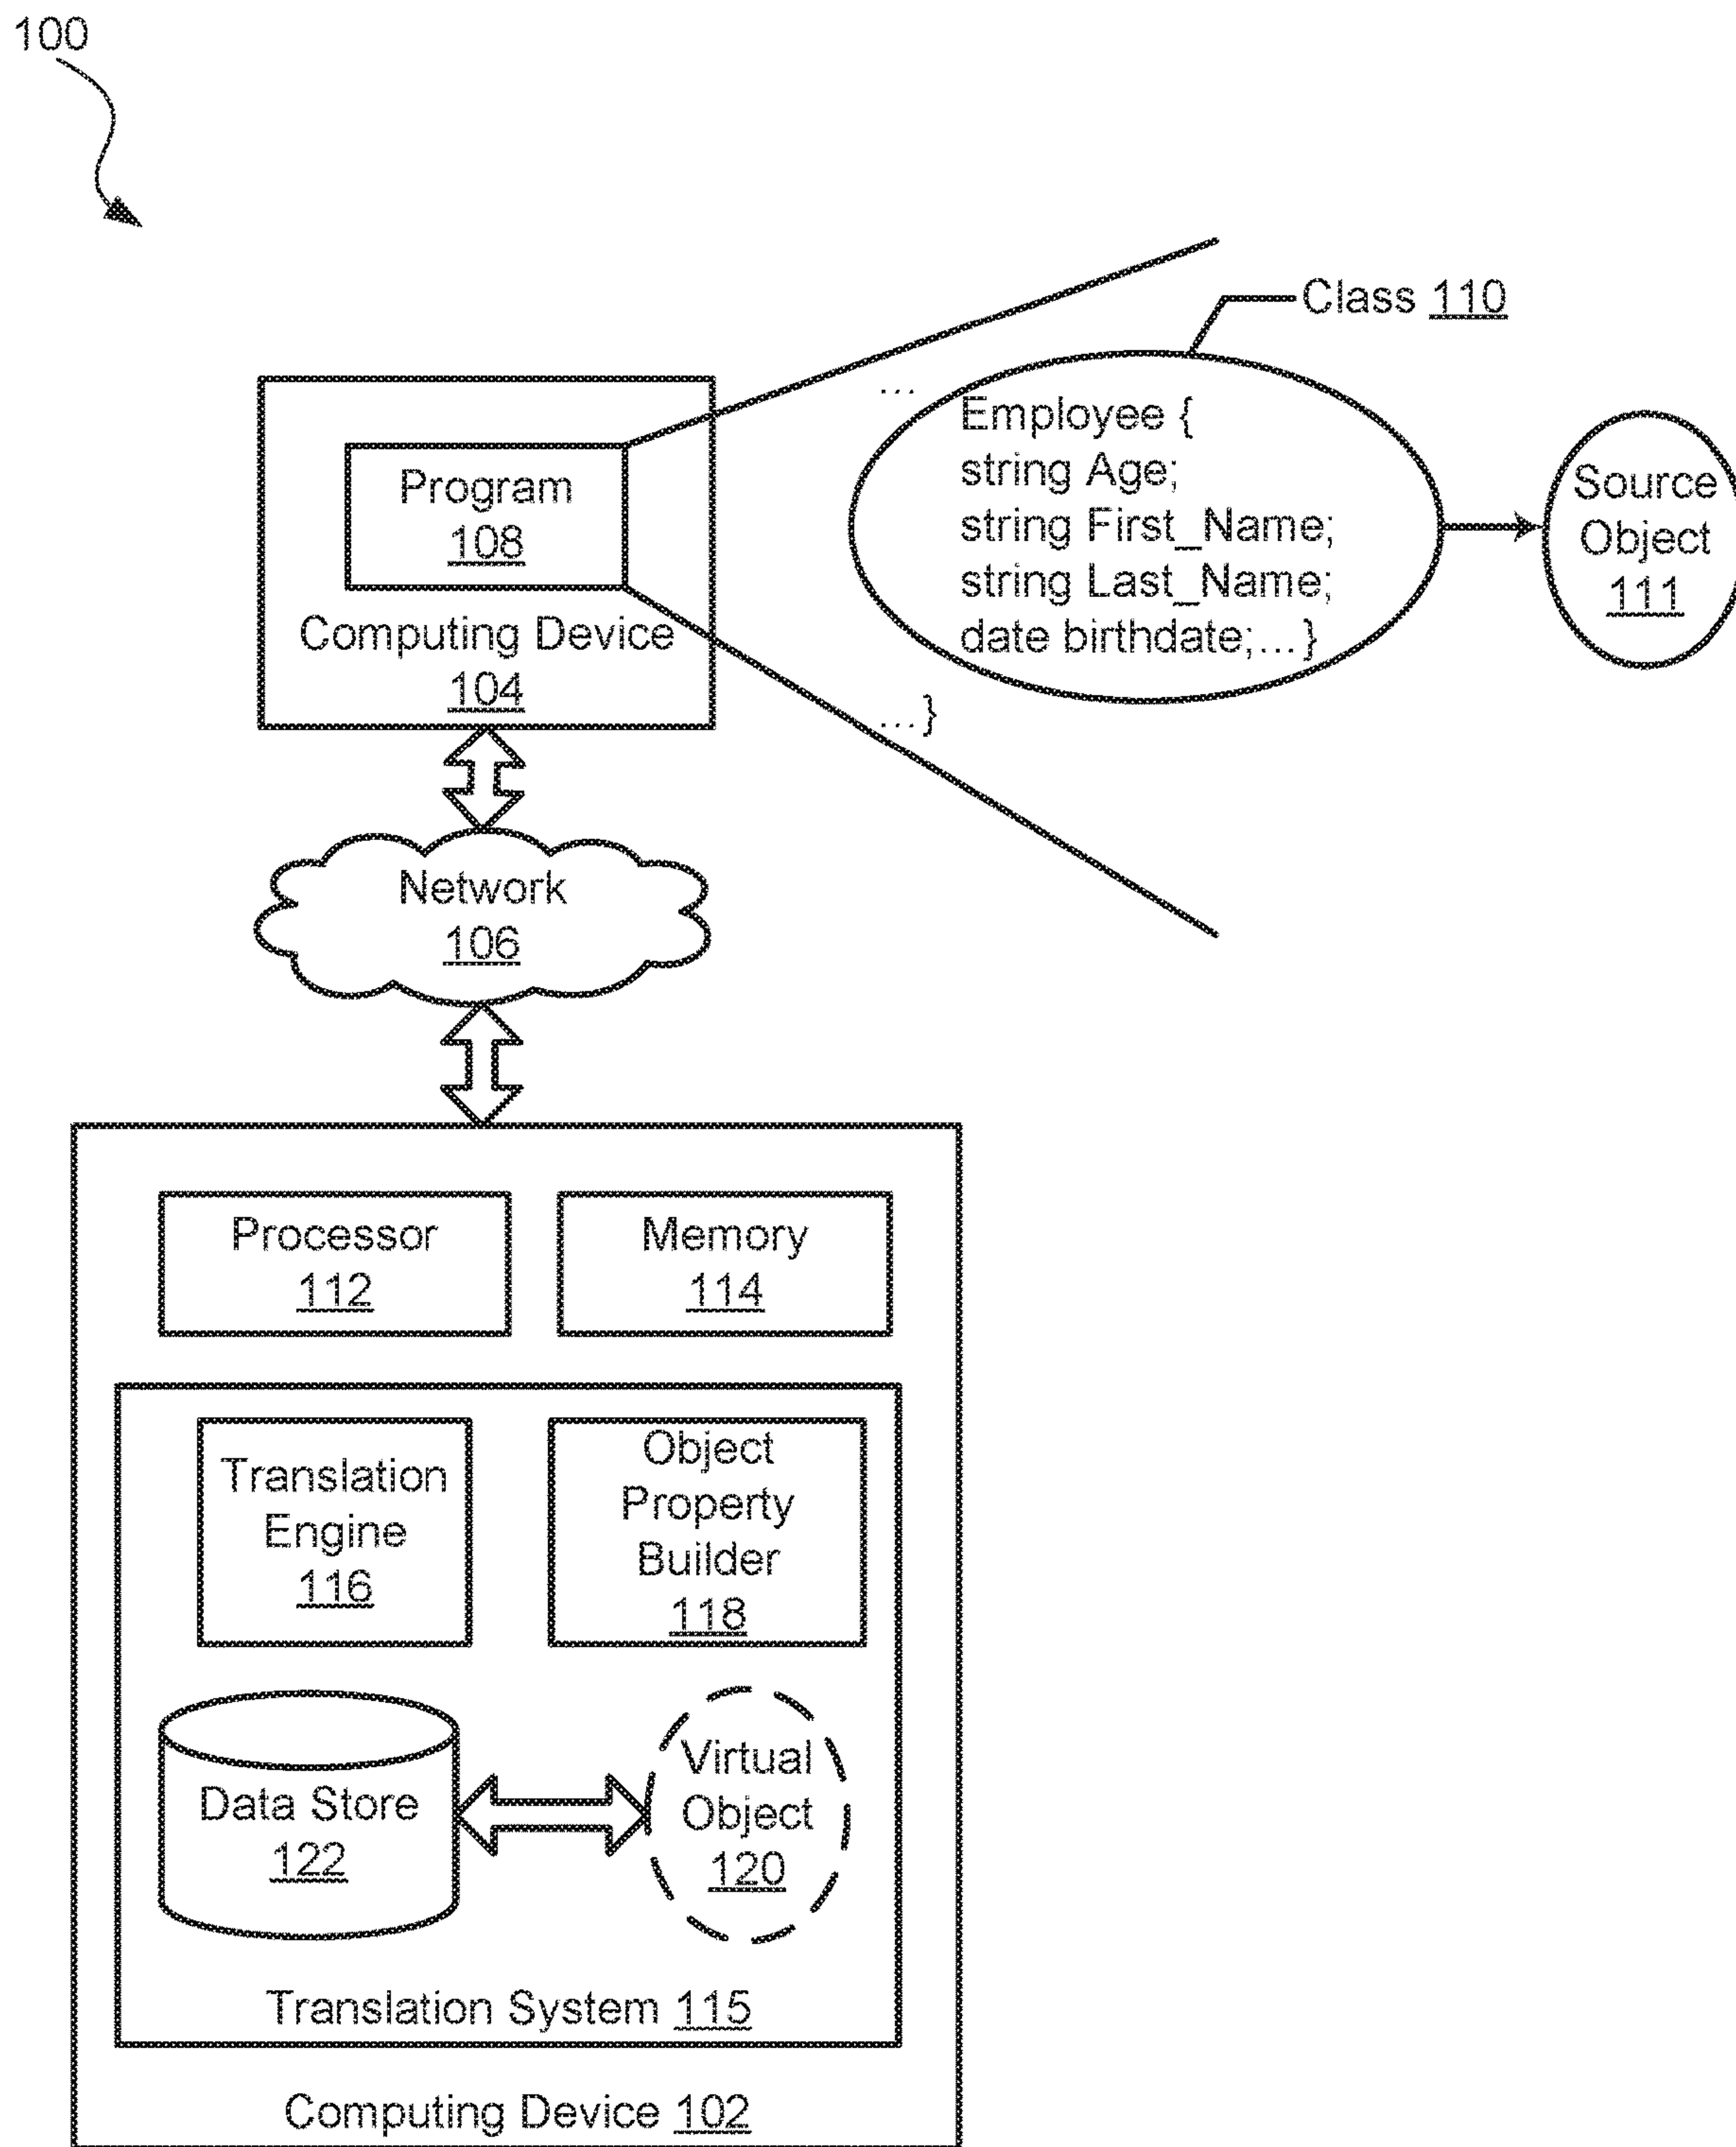 100
Class 110
...
Employee {
string Age;
string First_Name;
string Last_Name;
date birthdate;...}
...}
Source
Object
111
Program
108
Computing Device
104
Network
106
Processor
112
Memory
114
Translation
Engine
116
Object
Property
Builder
118
Data Store
122
Virtual
Object
120
Translation System 115
Computing Device 102